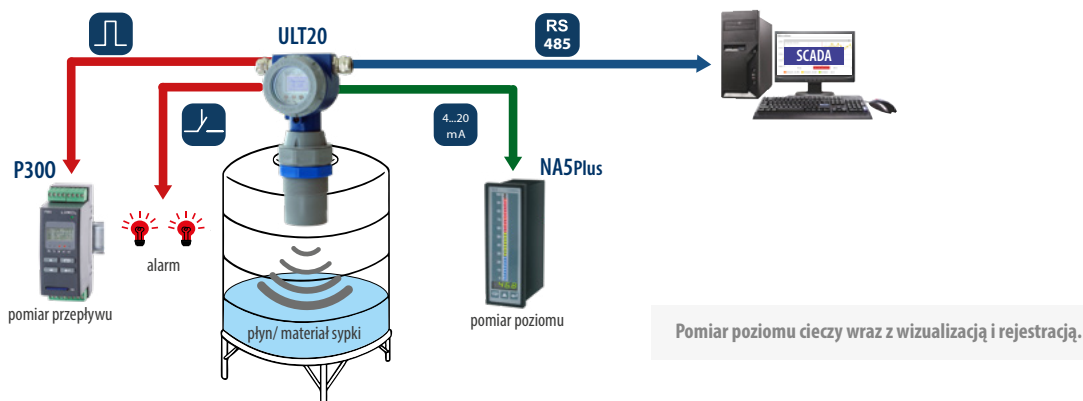 ULT20
RS
485
SCADA
4...20
mA
P300
NA5Plus
alarm
pomiar przepływu
płyn/ materiał sypki
pomiar poziomu
Pomiar poziomu cieczy wraz z wizualizacją i rejestracją.